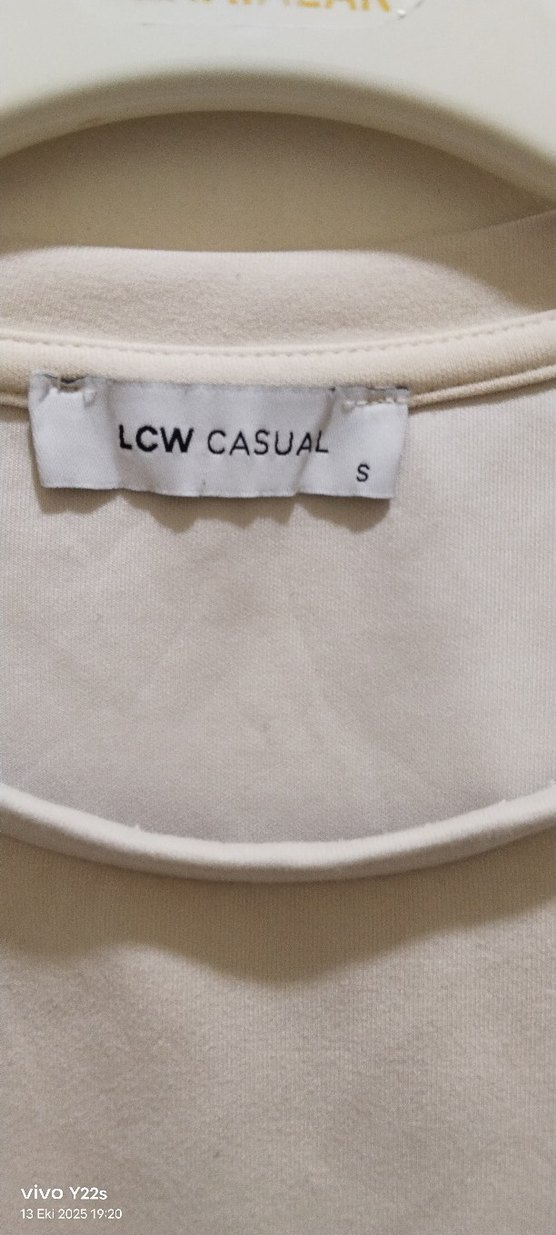 LCW CASUAL
S
vivo Y22s
13 Eki 2025 19:20